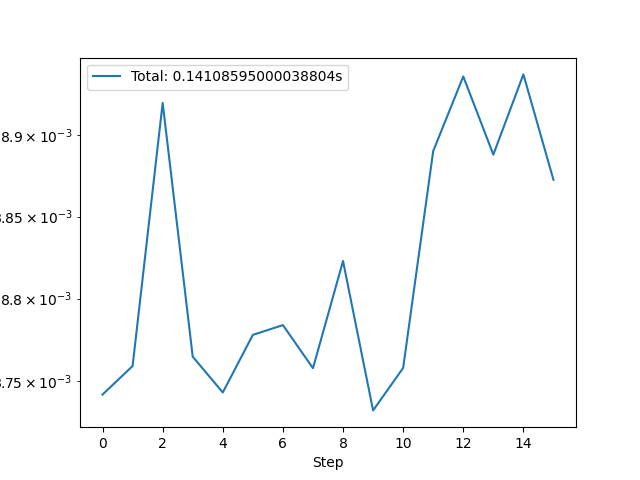 Total: 0.14108595000038804s
8.9 × 10⁻³
8.85 × 10⁻³
8.8 × 10⁻³
8.75 × 10⁻³
0 2 4 6 8 10 12 14
Step